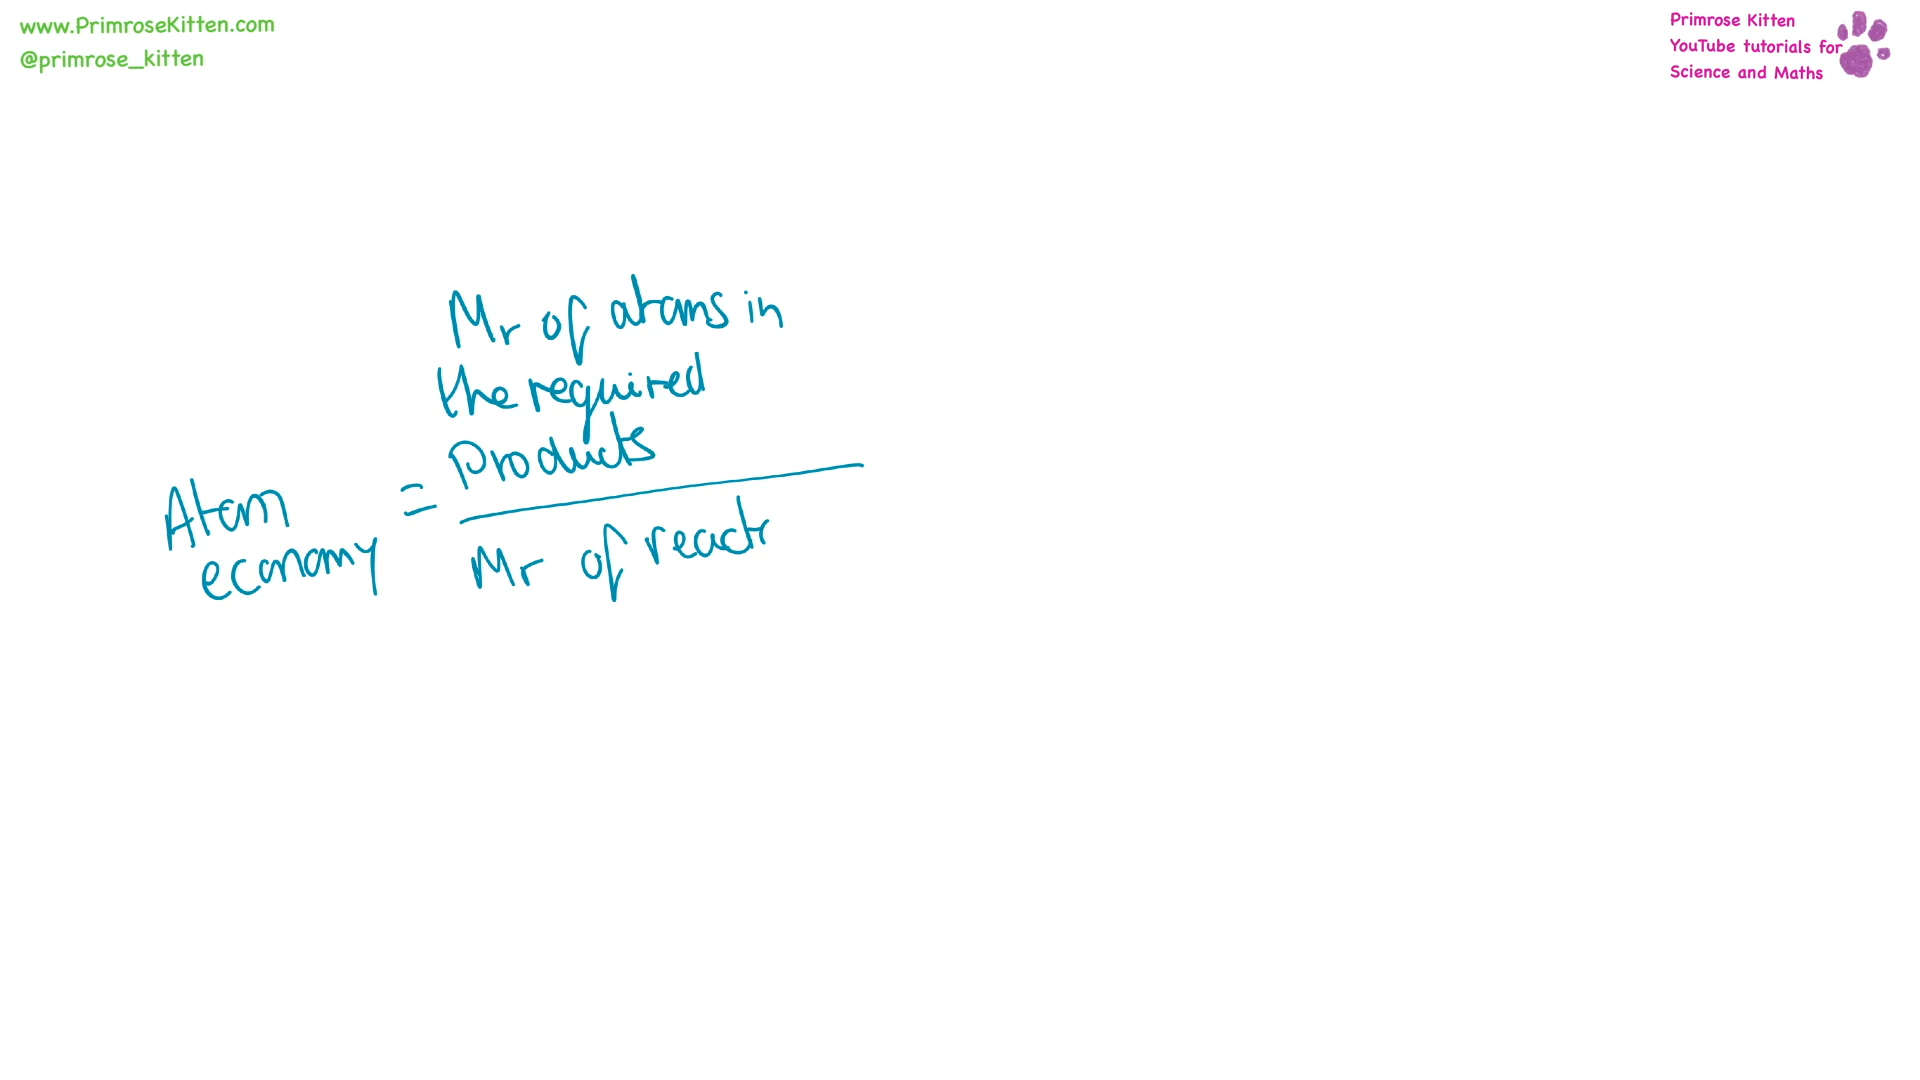 www.PrimroseKitten.com
@primrose_kitten
Primrose Kitten
YouTube tutorials for
Science and Maths
Mr of atoms in
the required
Products
Atom
economy
=
Mr of react